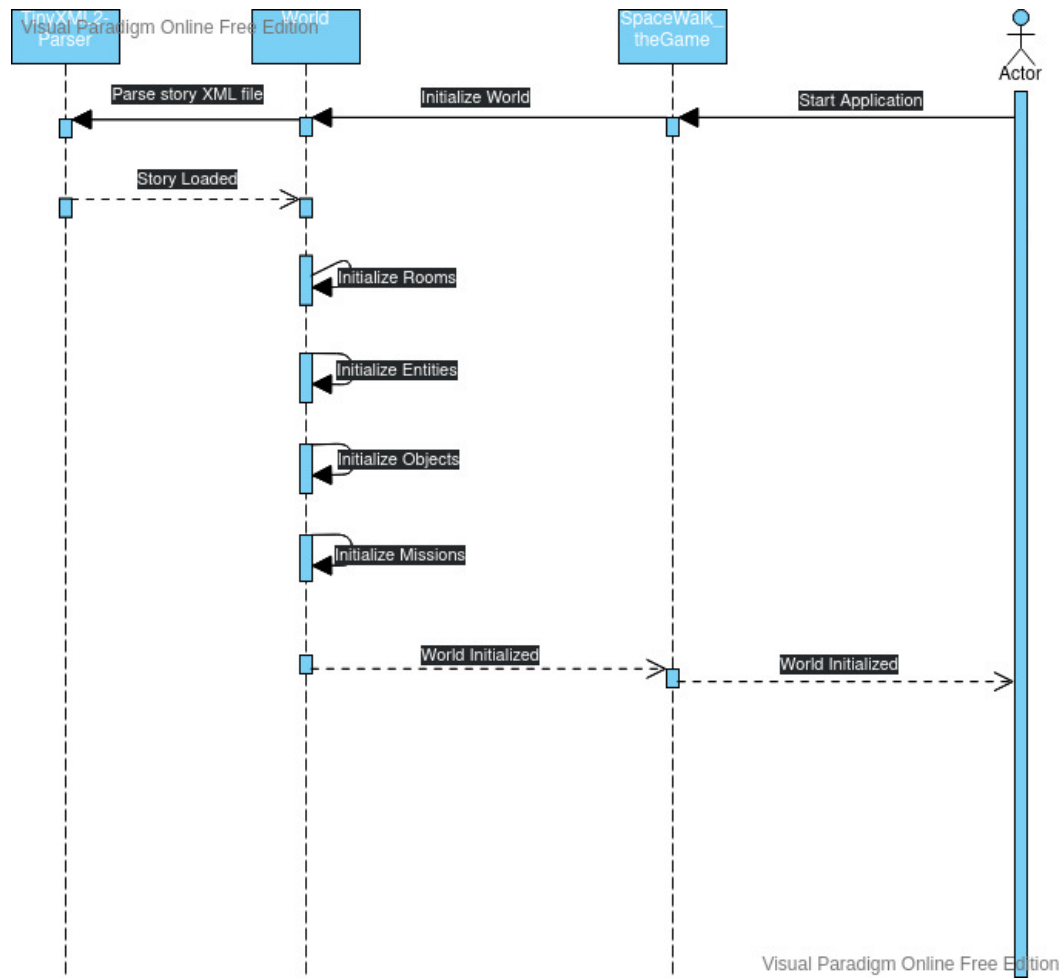 TinyXML2-
Parser
Visual Paradigm Online Free Edition
World
SpaceWalk_
theGame
Actor
Parse story XML file
Initialize World
Start Application
Story Loaded
Initialize Rooms
Initialize Entities
Initialize Objects
Initialize Missions
World Initialized
World Initialized
Visual Paradigm Online Free Edition